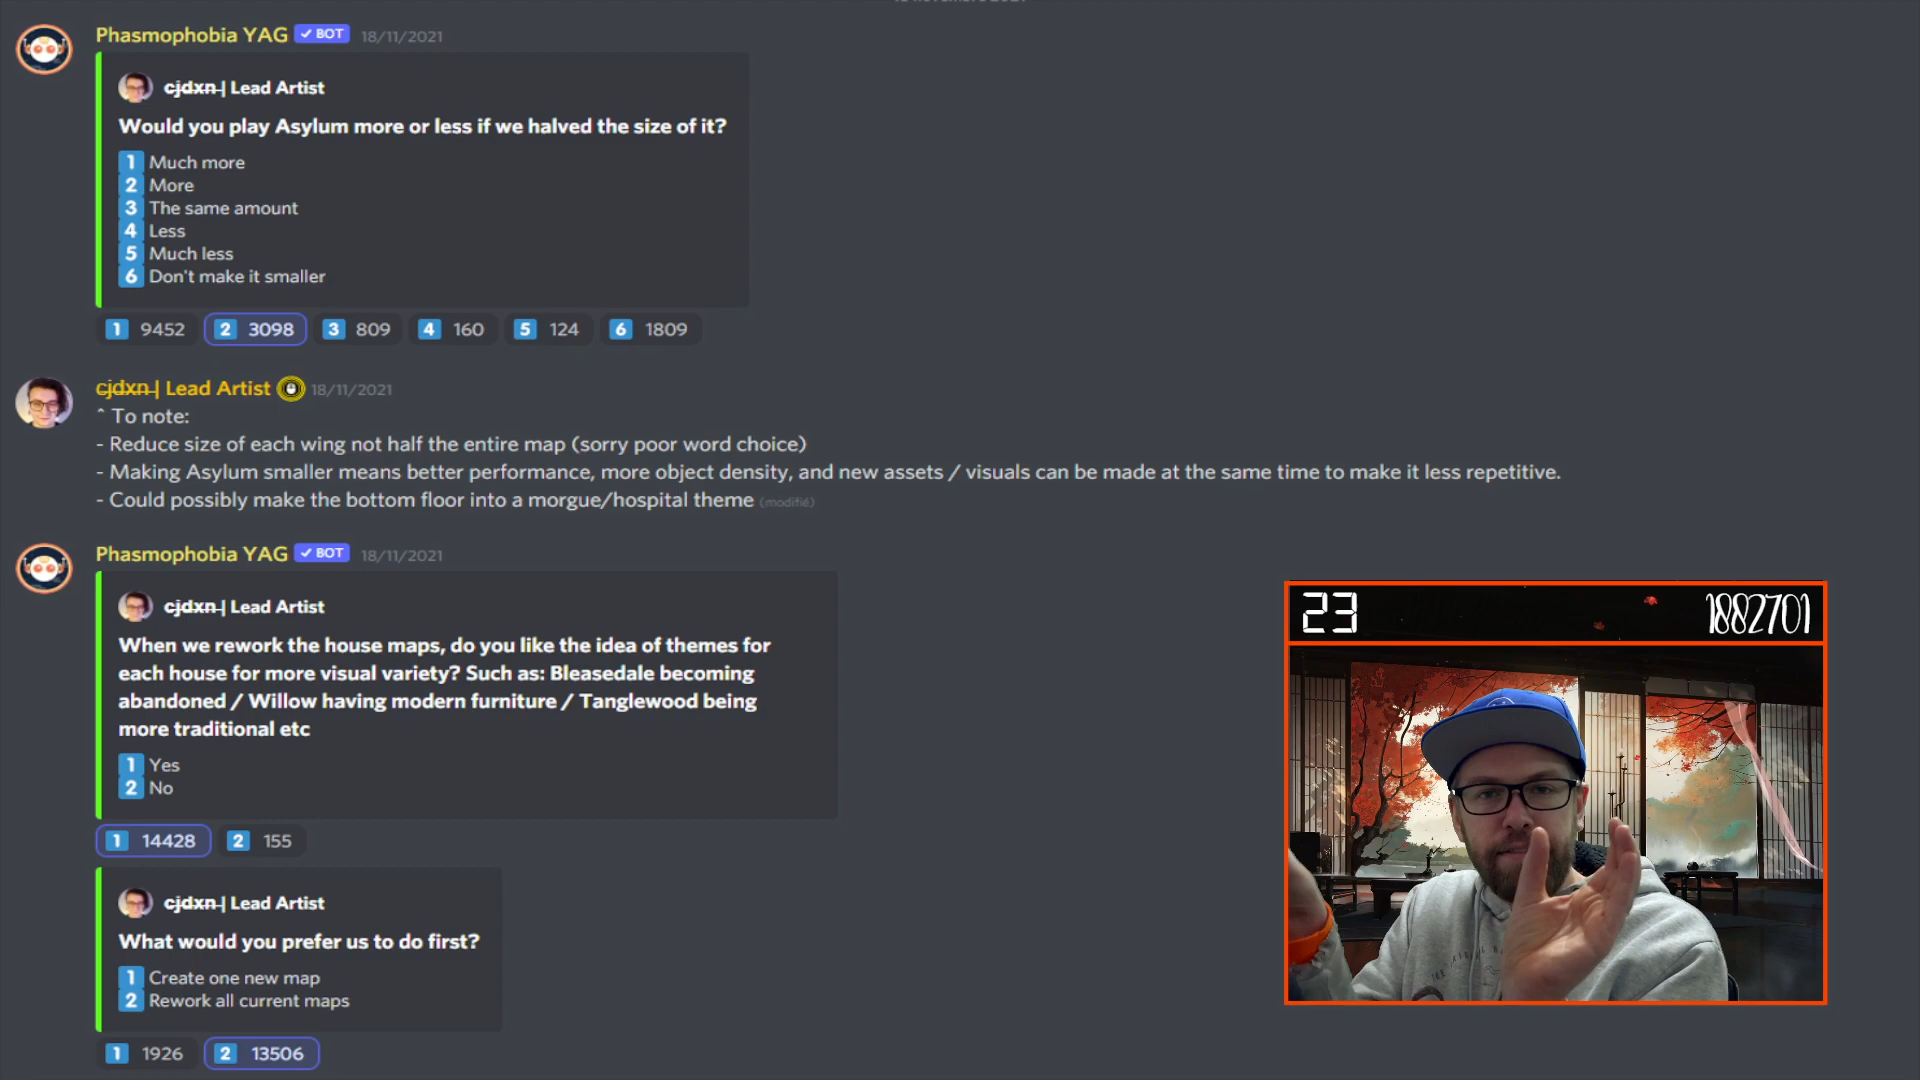 Phasmophobia YAG ✓ BOT 18/11/2021
cjdxn | Lead Artist
Would you play Asylum more or less if we halved the size of it?
1 Much more
2 More
3 The same amount
4 Less
5 Much less
6 Don't make it smaller
1 9452 2 3098 3 809 4 160 5 124 6 1809
cjdxn | Lead Artist 18/11/2021
^ To note:
- Reduce size of each wing not half the entire map (sorry poor word choice)
- Making Asylum smaller means better performance, more object density, and new assets / visuals can be made at the same time to make it less repetitive.
- Could possibly make the bottom floor into a morgue/hospital theme (modifié)
Phasmophobia YAG ✓ BOT 18/11/2021
cjdxn | Lead Artist
When we rework the house maps, do you like the idea of themes for
each house for more visual variety? Such as: Bleasedale becoming
abandoned / Willow having modern furniture / Tanglewood being
more traditional etc
1 Yes
2 No
1 14428 2 155
cjdxn | Lead Artist
What would you prefer us to do first?
1 Create one new map
2 Rework all current maps
1 1926 2 13506
23 1882701